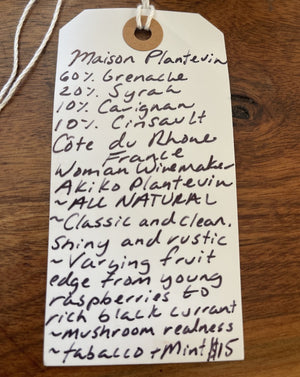 Maison Plantevin
60% Grenache
20% Syrah
10% Carignan
10% Cinsault
Côte du Rhone
France
Woman Winemaker
Akiko Plantevin
~ALL NATURAL
~Classic and clean.
Shiny and rustic
~Varying fruit
edge from young
raspberries to
rich black currant
~Mushroom realness
~tabacco + Mint $15